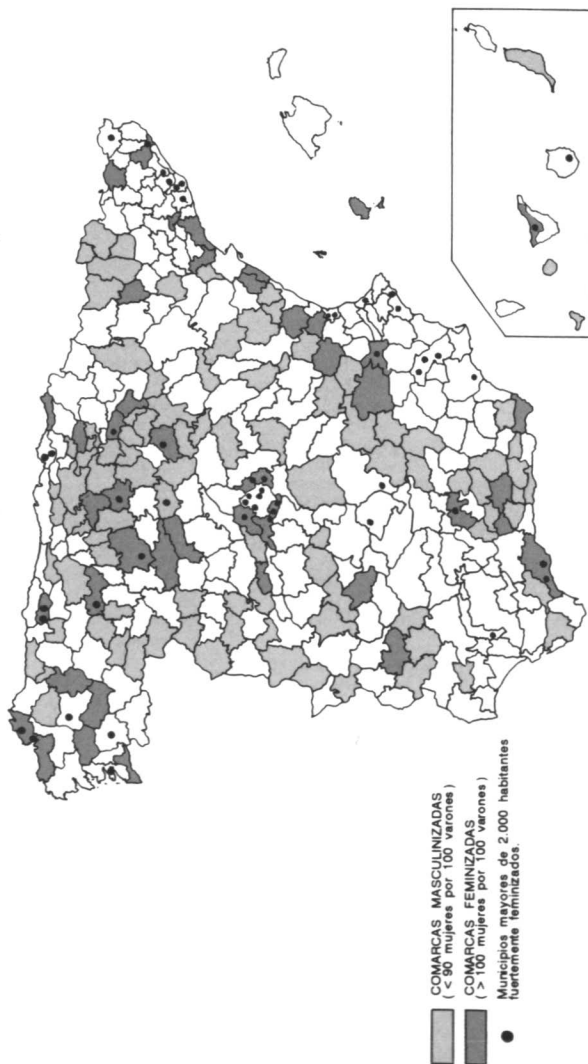 COMARCAS MASCULINIZADAS
( < 90 mujeres por 100 varones)
COMARCAS FEMINIZADAS
( > 100 mujeres por 100 varones)
Municipios mayores de 2.000 habitantes
fuertemente feminizados.